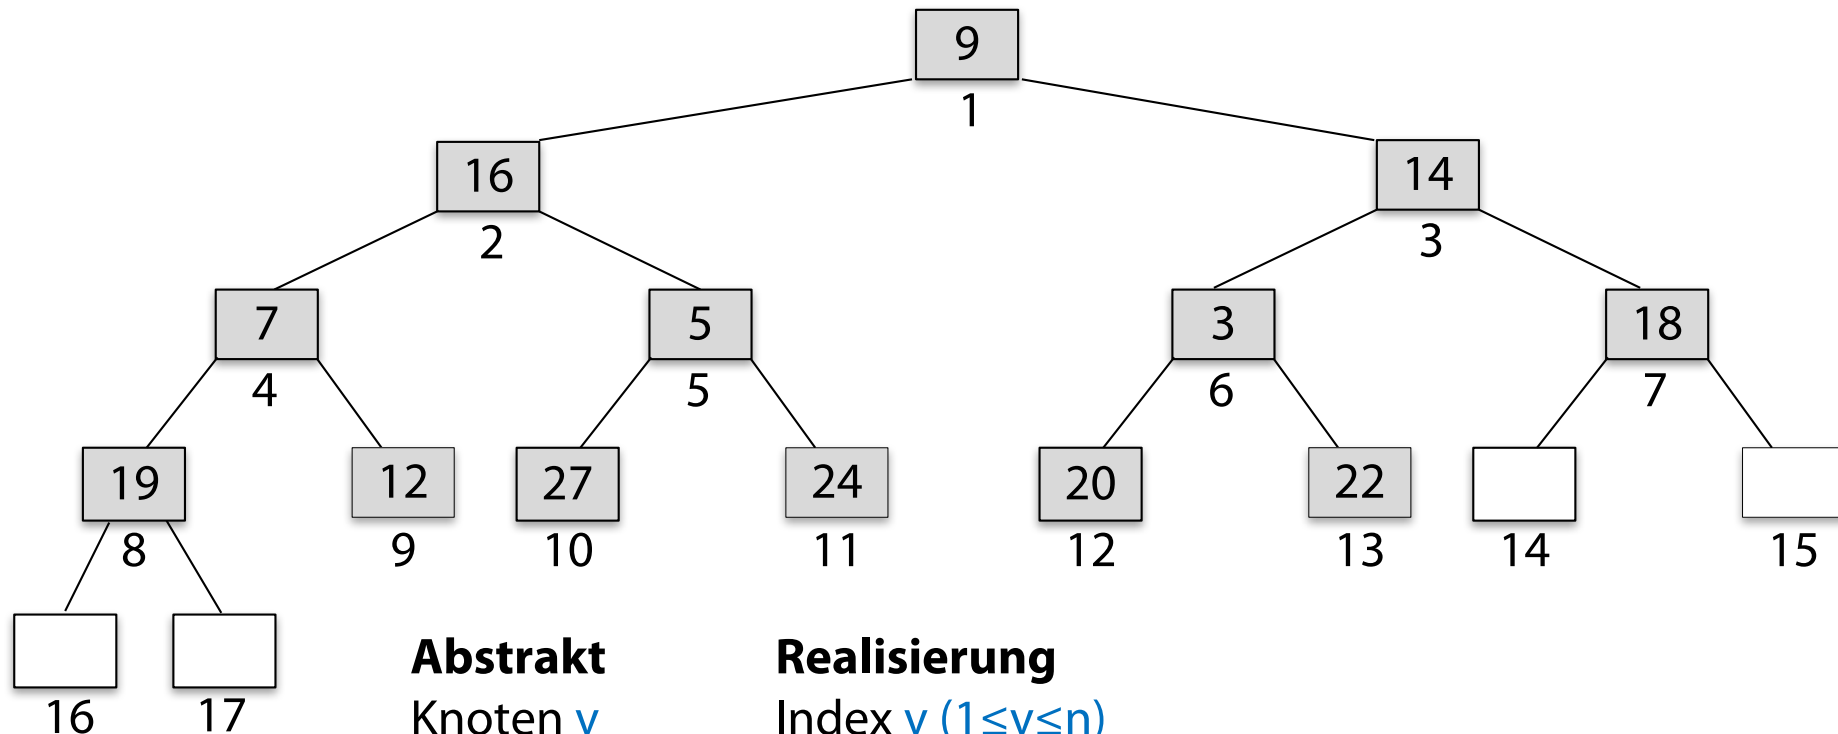 9
1
16 14
2 3
7 5 3 18
4 5 6 7
19 12 27 24 20 22
8 9 10 11 12 13 14 15
Abstrakt Realisierung
16 17
Knoten v Index v (1≤v≤n)